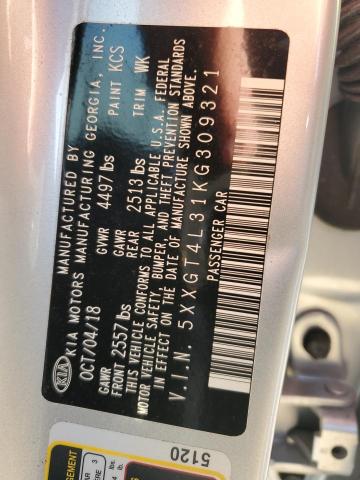 KIA
MANUFACTURED BY
KIA MOTORS MANUFACTURING GEORGIA, INC.
OCT/04/18 GVWR 4497 lbs PAINT KCS
GAWR FRONT 2557 lbs GAWR REAR 2513 lbs TRIM WK
THIS VEHICLE CONFORMS TO ALL APPLICABLE U.S.A. FEDERAL
MOTOR VEHICLE SAFETY, BUMPER, AND THEFT PREVENTION STANDARDS
IN EFFECT ON THE DATE OF MANUFACTURE SHOWN ABOVE.
V.I.N. 5XXGT4L31KG309321
PASSENGER CAR
5120
3